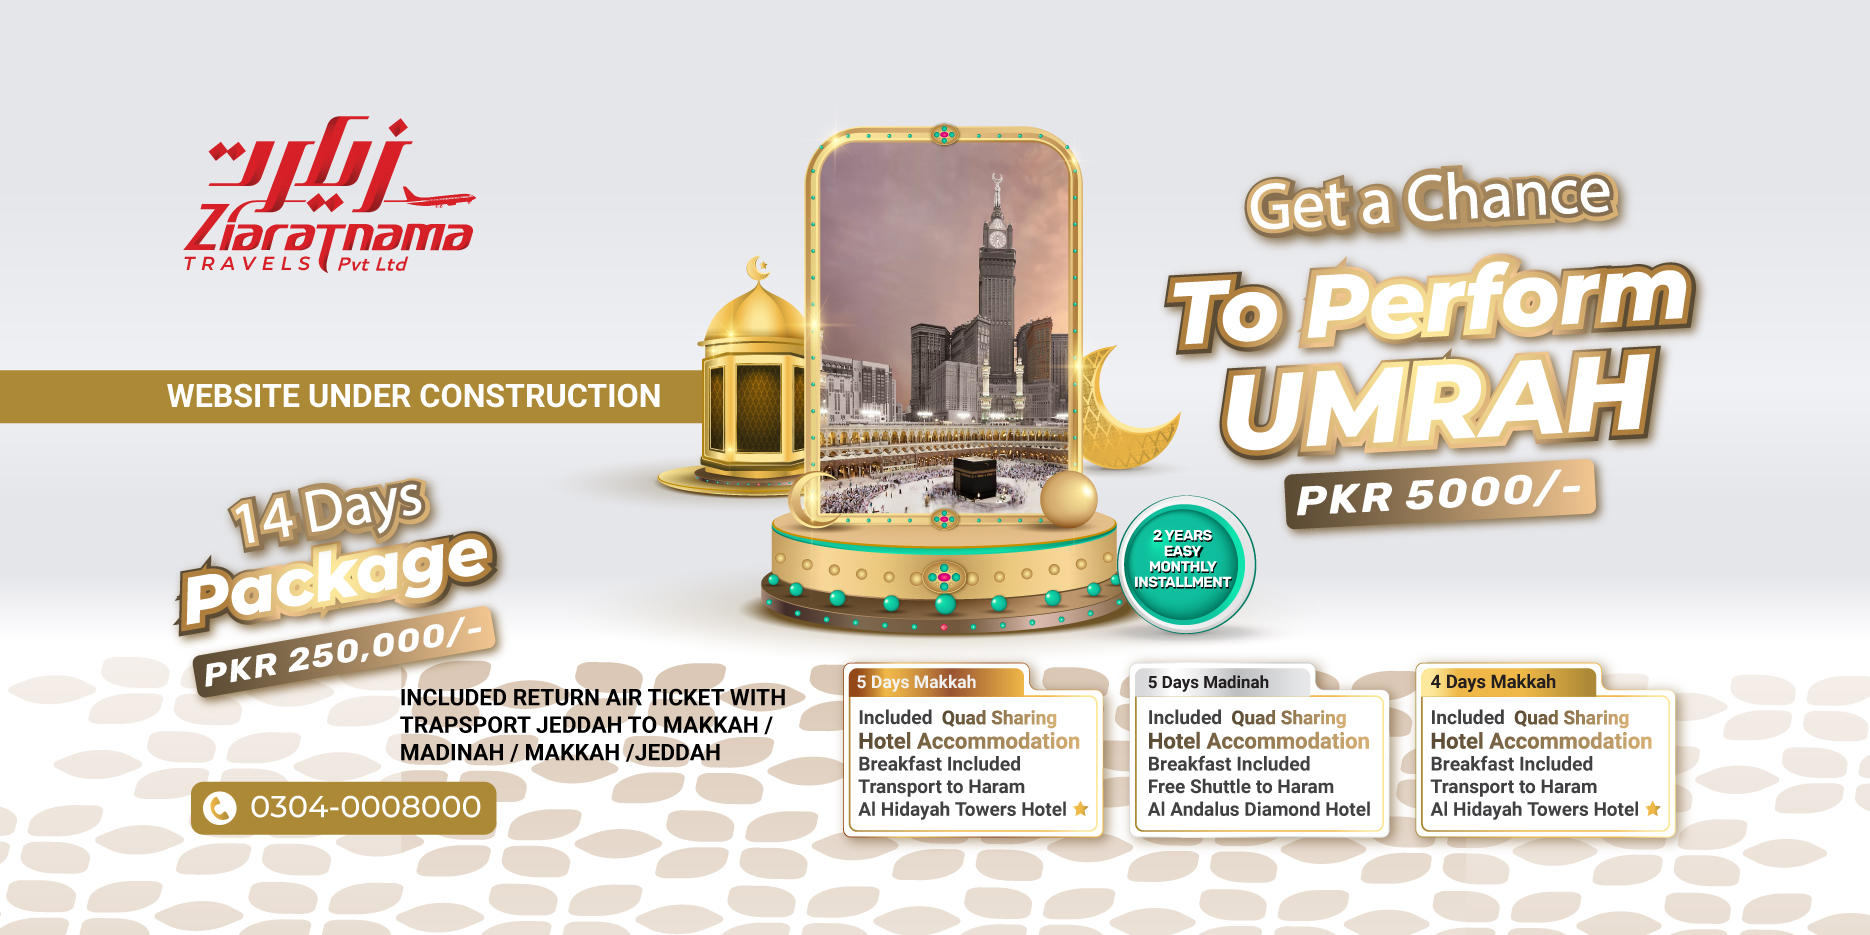 زیارت
Ziaratnama
TRAVELS Pvt Ltd
WEBSITE UNDER CONSTRUCTION
14 Days
Package
PKR 250,000/-
INCLUDED RETURN AIR TICKET WITH
TRAPSPORT JEDDAH TO MAKKAH /
MADINAH / MAKKAH /JEDDAH
0304-0008000
Get a Chance
To Perform
UMRAH
PKR 5000/-
2 YEARS
EASY
MONTHLY
INSTALLMENT
5 Days Makkah
Included Quad Sharing
Hotel Accommodation
Breakfast Included
Transport to Haram
Al Hidayah Towers Hotel
5 Days Madinah
Included Quad Sharing
Hotel Accommodation
Breakfast Included
Free Shuttle to Haram
Al Andalus Diamond Hotel
4 Days Makkah
Included Quad Sharing
Hotel Accommodation
Breakfast Included
Transport to Haram
Al Hidayah Towers Hotel